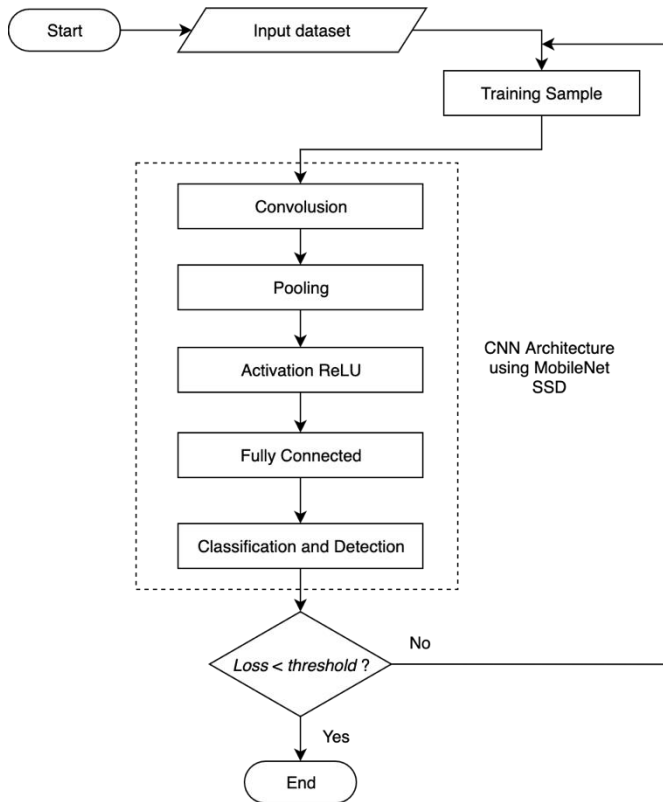 Start
Input dataset
Training Sample
Convolusion
Pooling
Activation ReLU
Fully Connected
Classification and Detection
CNN Architecture
using MobileNet
SSD
Loss < threshold ?
No
Yes
End